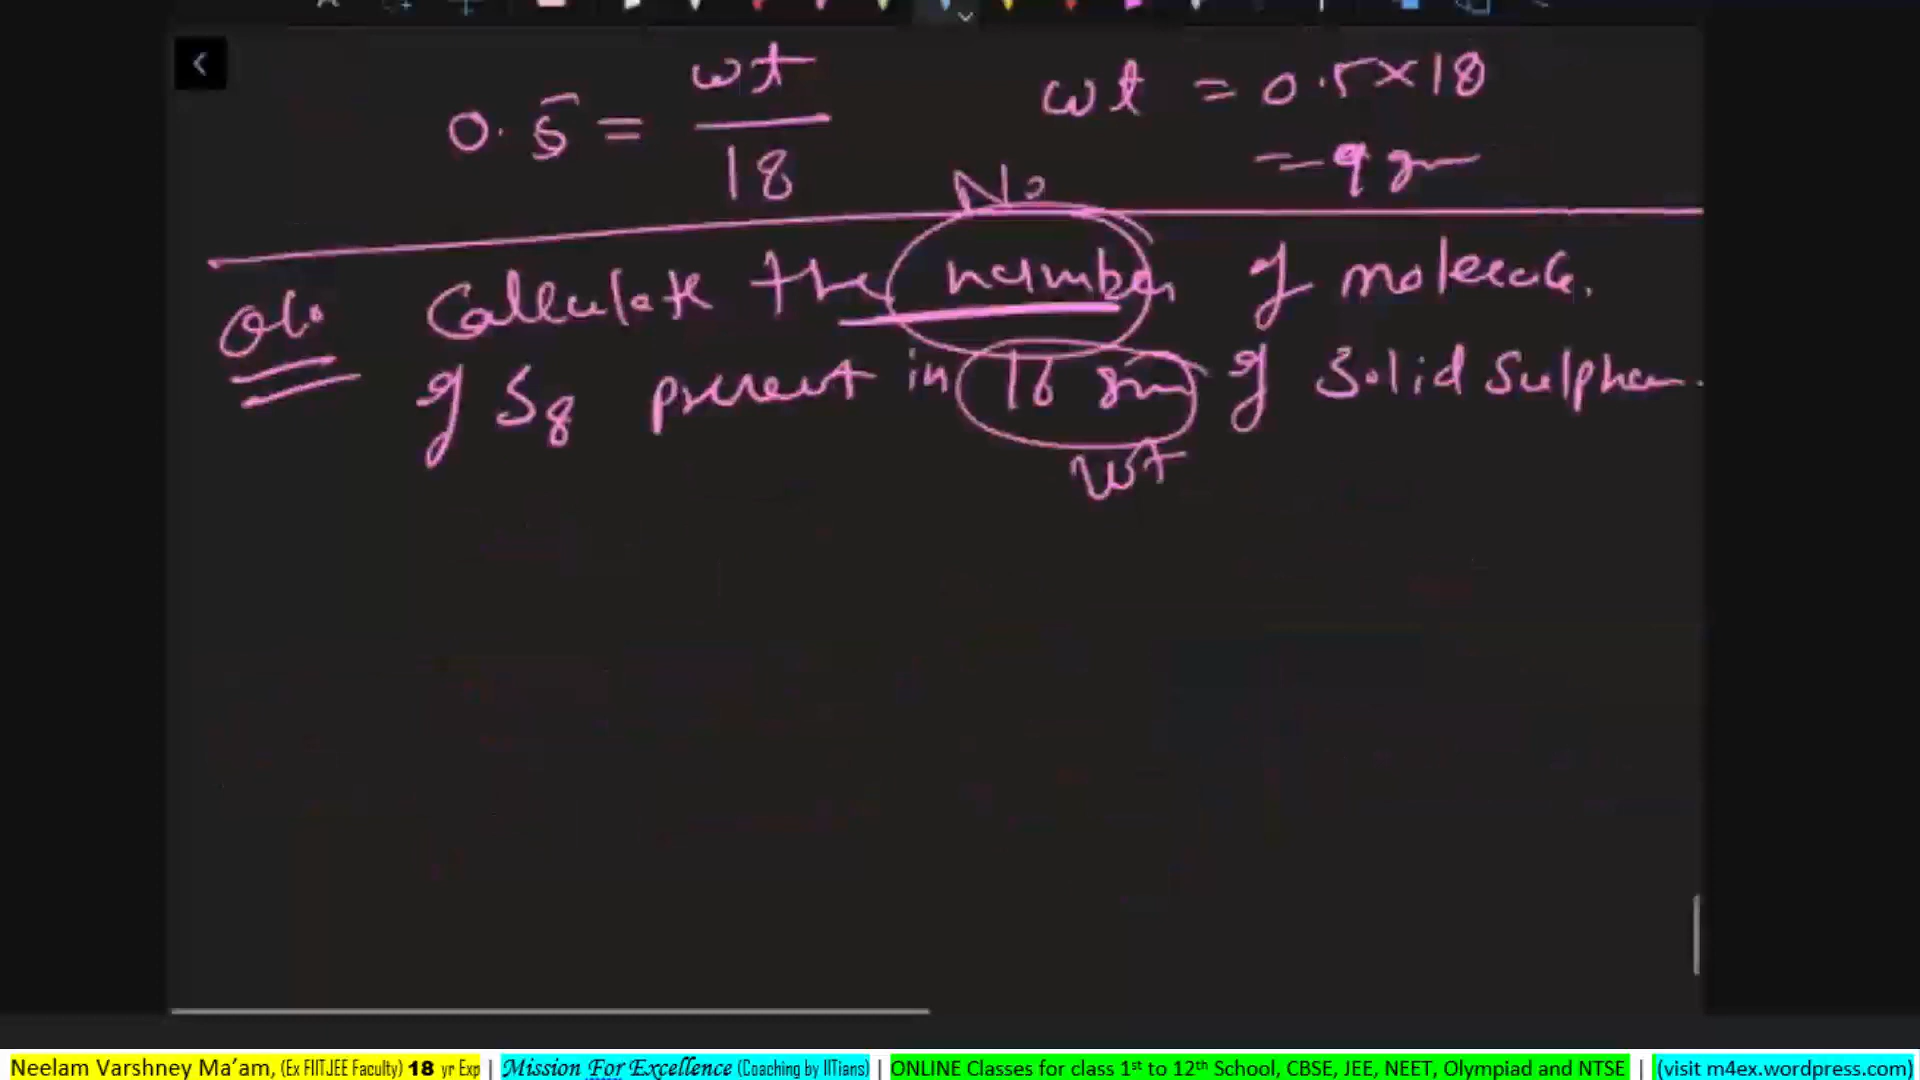 0.5 = wt / 18
wt = 0.5 × 18
= 9 gm
No
Q6. Calculate the number of molecule.
of S8 present in 16 gm of Solid Sulpher.
wt
Neelam Varshney Ma’am, (Ex FIITJEE Faculty) 18 yr Exp | Mission For Excellence (Coaching by IITians) | ONLINE Classes for class 1st to 12th School, CBSE, JEE, NEET, Olympiad and NTSE | (visit m4ex.wordpress.com)